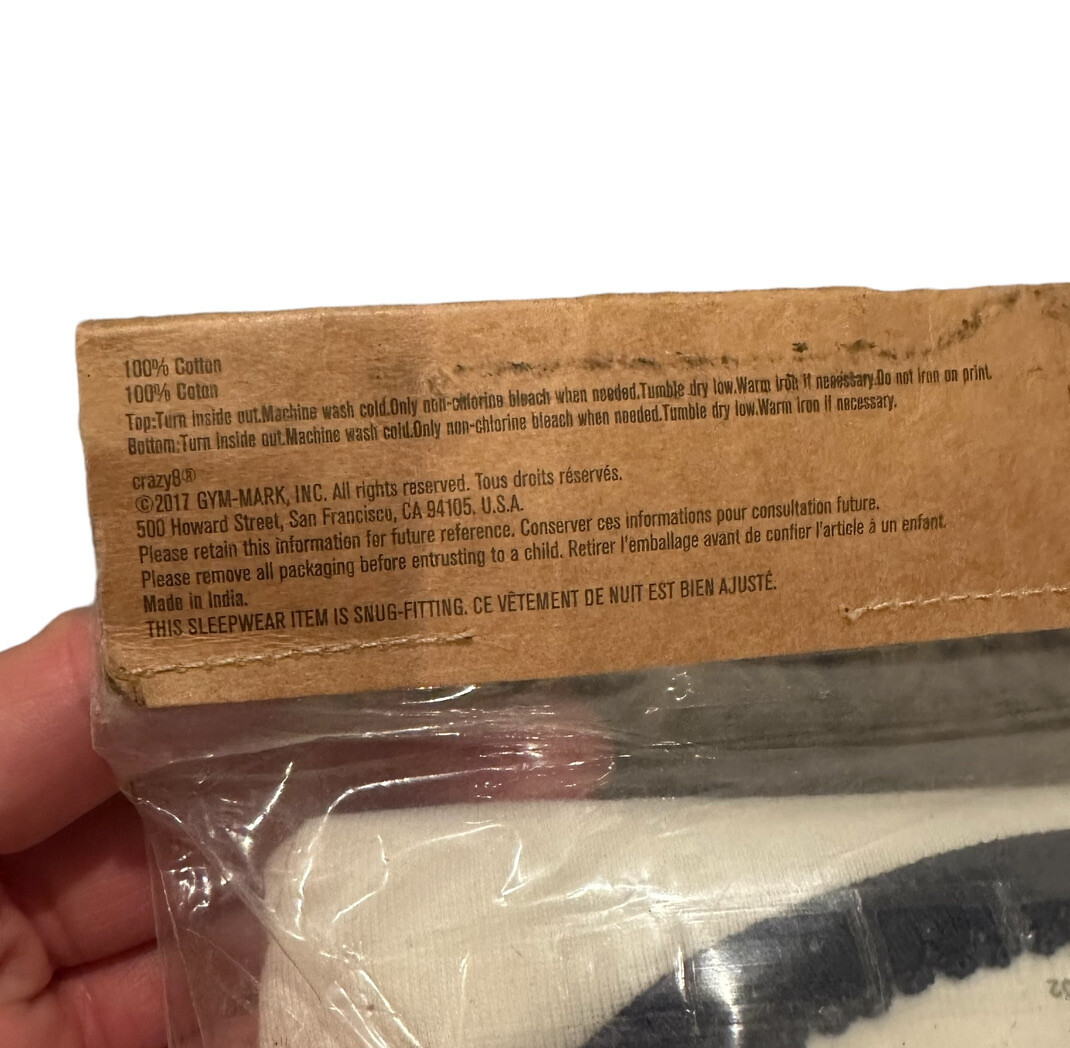 100% Cotton
100% Coton
Top:Turn inside out.Machine wash cold.Only non-chlorine bleach when needed.Tumble dry low.Warm iron if necessary.Do not iron on print.
Bottom:Turn inside out.Machine wash cold.Only non-chlorine bleach when needed.Tumble dry low.Warm iron if necessary.
crazy8®
©2017 GYM-MARK, INC. All rights reserved. Tous droits réservés.
500 Howard Street, San Francisco, CA 94105, U.S.A.
Please retain this information for future reference. Conserver ces informations pour consultation future.
Please remove all packaging before entrusting to a child. Retirer l'emballage avant de confier l'article à un enfant.
Made in India.
THIS SLEEPWEAR ITEM IS SNUG-FITTING. CE VÊTEMENT DE NUIT EST BIEN AJUSTÉ.